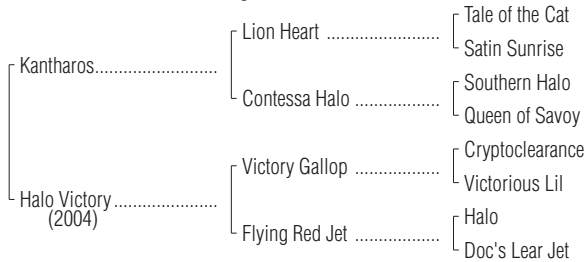 Tale of the Cat
Lion Heart ......................
Satin Sunrise
Kantharos........................
Southern Halo
Contessa Halo .................
Queen of Savoy
Cryptoclearance
Victory Gallop .................
Victorious Lil
Halo Victory....................
(2004)
Halo
Flying Red Jet .................
Doc's Lear Jet